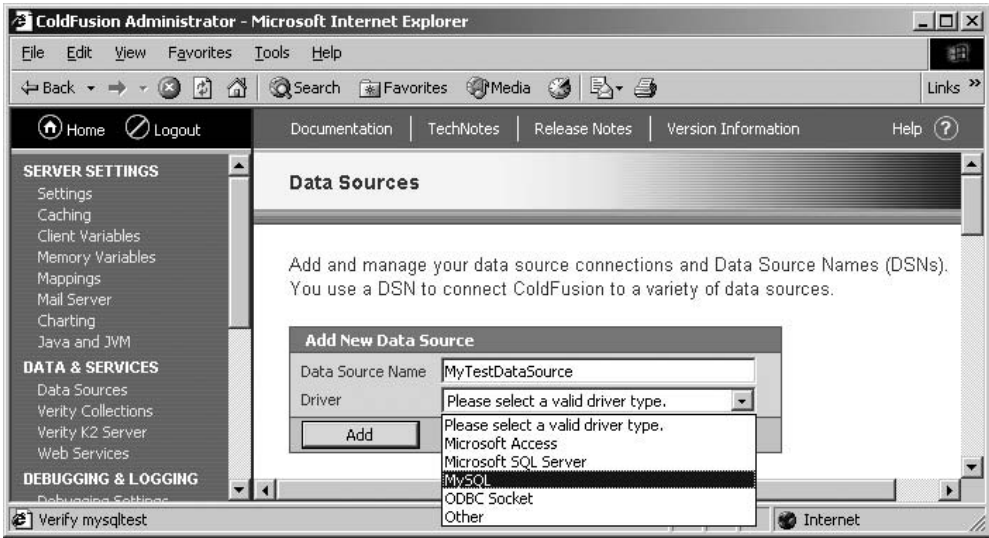 ColdFusion Administrator - Microsoft Internet Explorer
File Edit View Favorites Tools Help
Back Search Favorites Media Links »
Home Logout Documentation TechNotes Release Notes Version Information Help ?
SERVER SETTINGS
Settings
Caching
Client Variables
Memory Variables
Mappings
Mail Server
Charting
Java and JVM
DATA & SERVICES
Data Sources
Verity Collections
Verity K2 Server
Web Services
DEBUGGING & LOGGING
Debugging Settings
Data Sources
Add and manage your data source connections and Data Source Names (DSNs).
You use a DSN to connect ColdFusion to a variety of data sources.
Add New Data Source
Data Source Name MyTestDataSource
Driver Please select a valid driver type.
Add
Please select a valid driver type.
Microsoft Access
Microsoft SQL Server
MySQL
ODBC Socket
Other
Verify mysqltest Internet